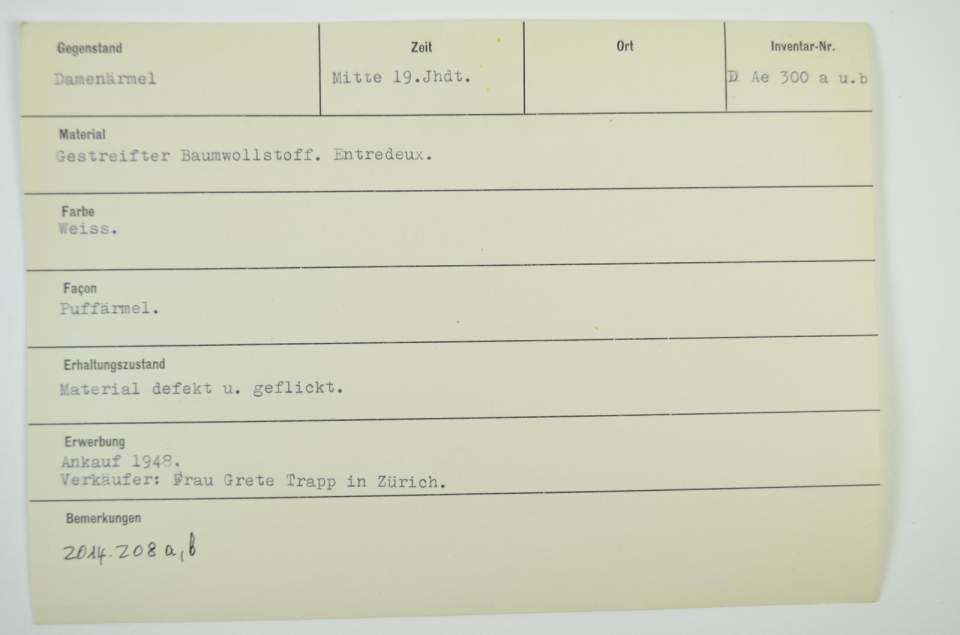 Gegenstand Zeit Ort Inventar-Nr.
Damenärmel Mitte 19.Jhdt. D Ae 300 a u.b
Material
Gestreifter Baumwollstoff. Entredeux.
Farbe
Weiss.
Façon
Puffärmel.
Erhaltungszustand
Material defekt u. geflickt.
Erwerbung
Ankauf 1948.
Verkäufer: Frau Grete Trapp in Zürich.
Bemerkungen
2014.208 a,b